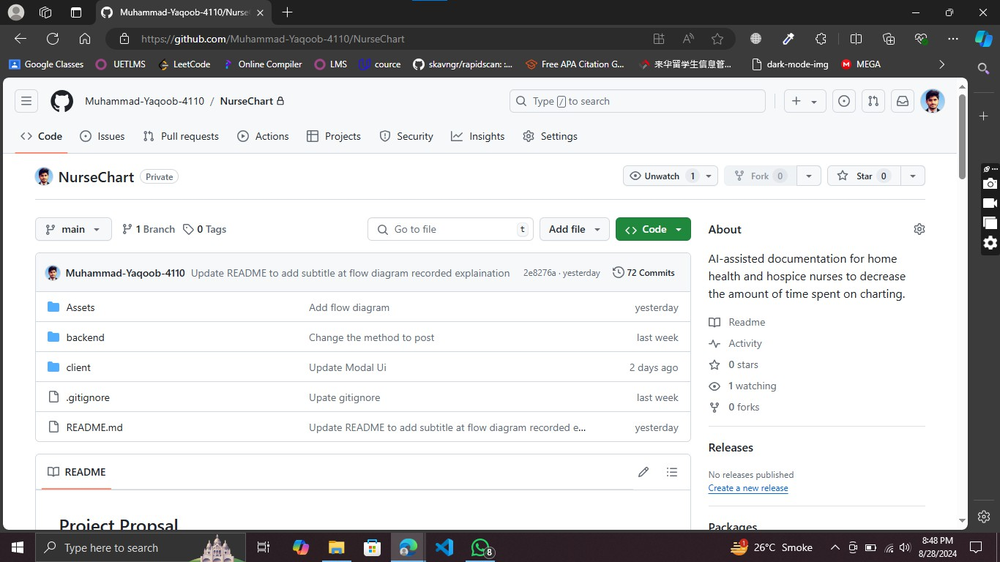 Muhammad-Yaqoob-4110/Nurse
https://github.com/Muhammad-Yaqoob-4110/NurseChart
Google Classes
UETLMS
LeetCode
Online Compiler
LMS
cource
skavngr/rapidscan: :...
Free APA Citation G...
来华留学生信息管...
dark-mode-img
MEGA
Muhammad-Yaqoob-4110 / NurseChart
Type / to search
Code
Issues
Pull requests
Actions
Projects
Security
Insights
Settings
NurseChart Private
Unwatch 1
Fork 0
Star 0
main
1 Branch
0 Tags
Go to file t
Add file
Code
Muhammad-Yaqoob-4110 Update README to add subtitle at flow diagram recorded explaination 2e8276a · yesterday 72 Commits
Assets Add flow diagram yesterday
backend Change the method to post last week
client Update Modal Ui 2 days ago
.gitignore Upate gitignore last week
README.md Update README to add subtitle at flow diagram recorded e... yesterday
README
Project Propsal
About
AI-assisted documentation for home
health and hospice nurses to decrease
the amount of time spent on charting.
Readme
Activity
0 stars
1 watching
0 forks
Releases
No releases published
Create a new release
Packages
Type here to search
8
1
26°C Smoke
8:48 PM
8/28/2024